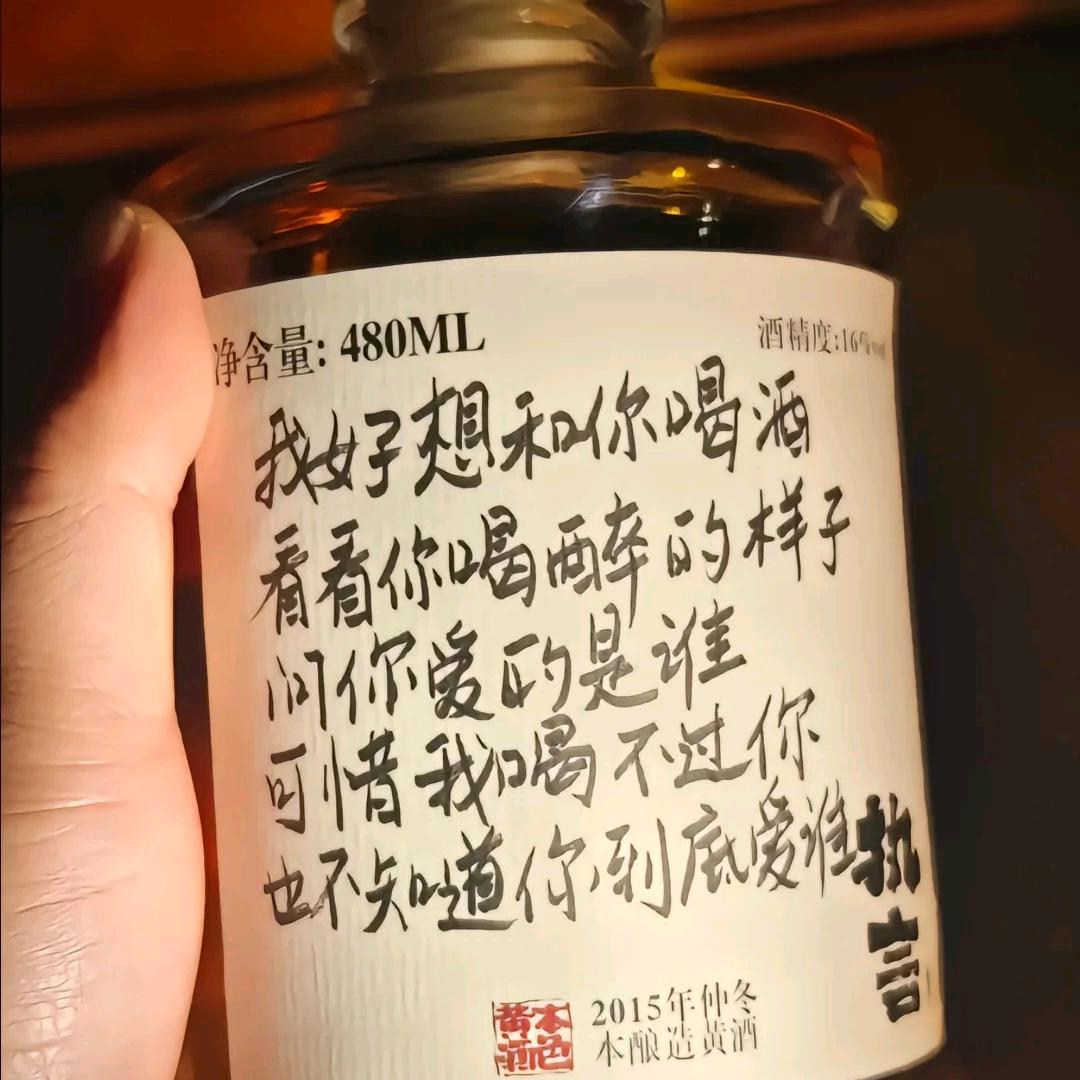 净含量: 480ML
酒精度:16
我好想和你喝酒
看看你喝醉的样子
问你爱的是谁
可惜我喝不过你
也不知道你到底爱谁
执言
本色黄酒
2015年仲冬
本酿造黄酒